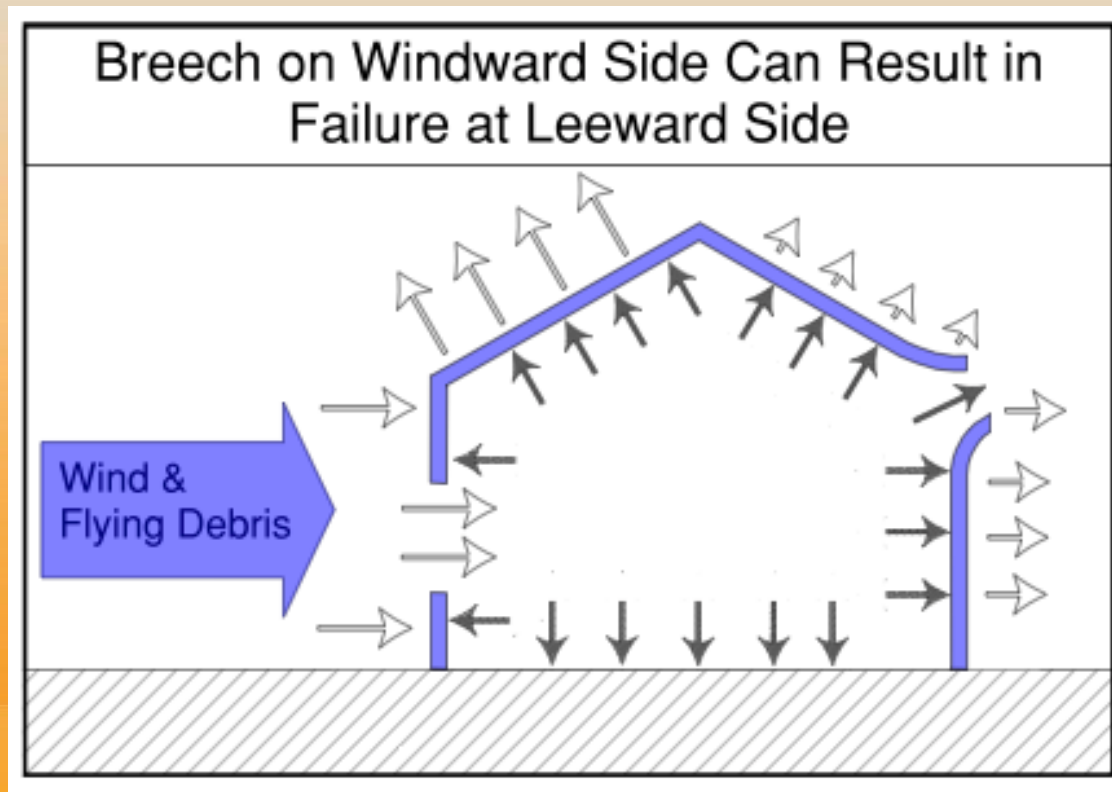 Breech on Windward Side Can Result in
Failure at Leeward Side
Wind &
Flying Debris